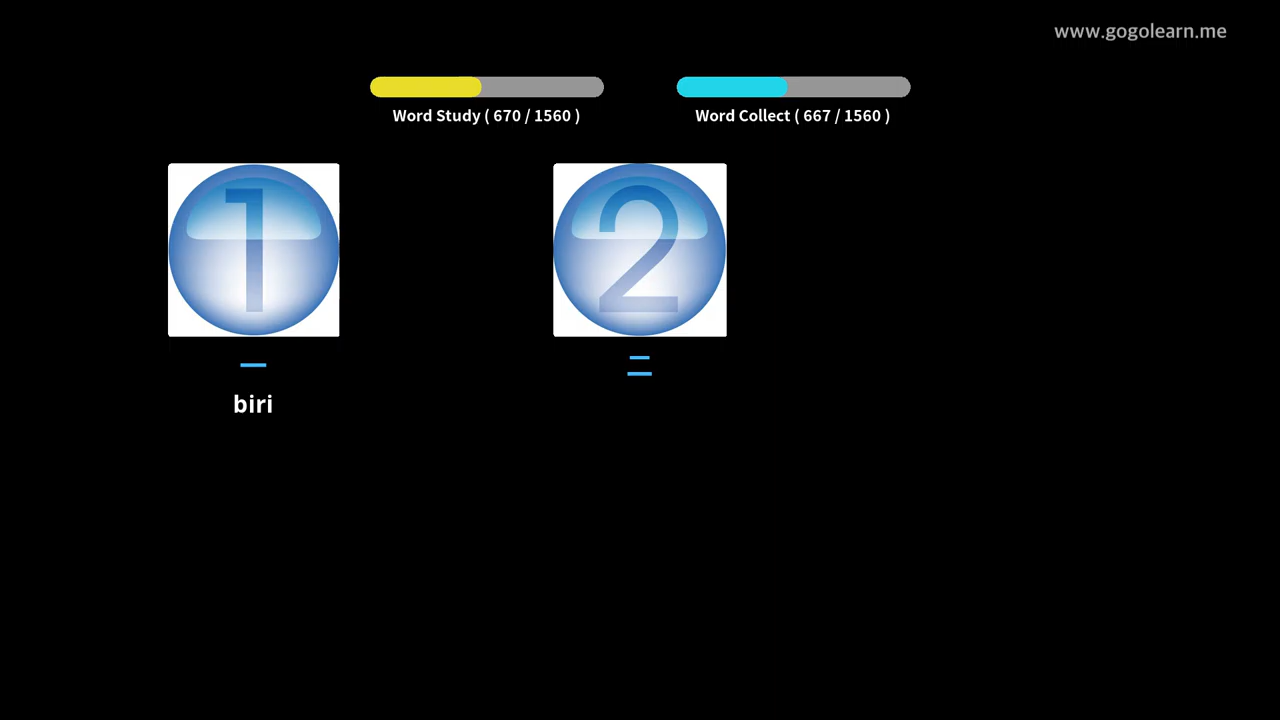 www.gogolearn.me
Word Study ( 670 / 1560 )
Word Collect ( 667 / 1560 )
1
2
一
二
biri